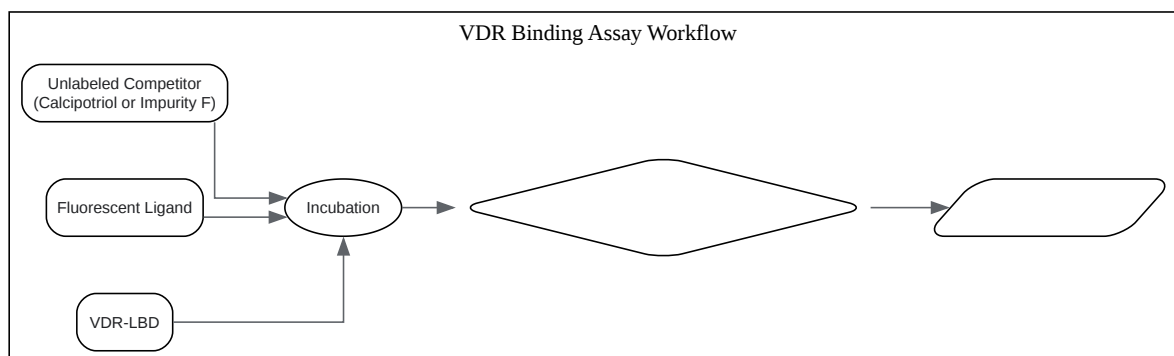 VDR Binding Assay Workflow
Unlabeled Competitor
(Calcipotriol or Impurity F)
Fluorescent Ligand
Incubation
VDR-LBD